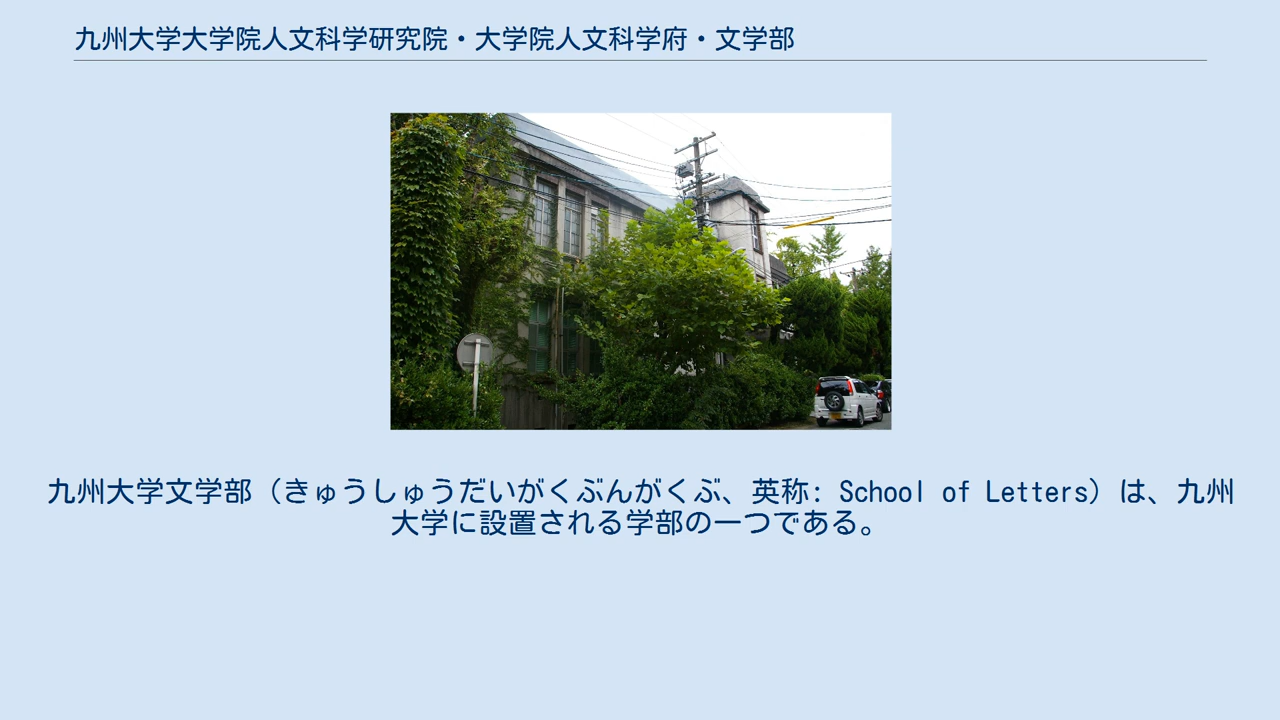 九州大学大学院人文科学研究院・大学院人文科学府・文学部
九州大学文学部（きゅうしゅうだいがくぶんがくぶ、英称: School of Letters）は、九州
大学に設置される学部の一つである。